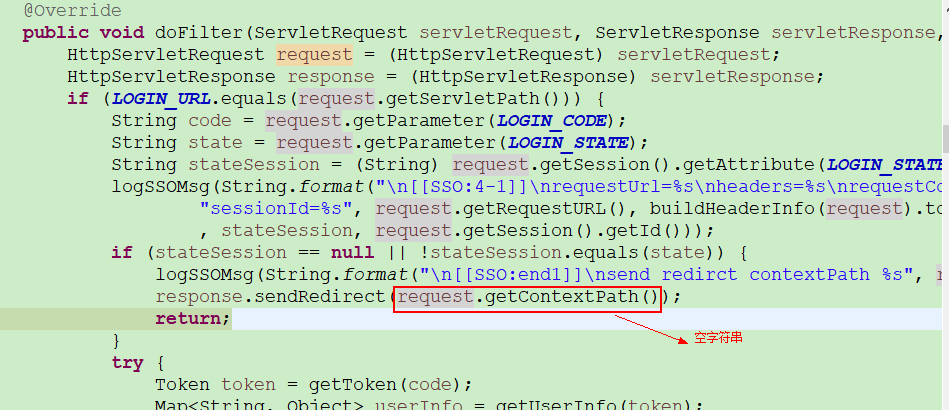 @Override
public void doFilter(ServletRequest servletRequest, ServletResponse servletResponse,
HttpServletRequest request = (HttpServletRequest) servletRequest;
HttpServletResponse response = (HttpServletResponse) servletResponse;
if (LOGIN_URL.equals(request.getServletPath())) {
String code = request.getParameter(LOGIN_CODE);
String state = request.getParameter(LOGIN_STATE);
String stateSession = (String) request.getSession().getAttribute(LOGIN_STATE
logSSOMsg(String.format("\n[[SSO:4-1]]\nrequestUrl=%s\nheaders=%s\nrequestCo
"sessionId=%s", request.getRequestURL(), buildHeaderInfo(request).to
, stateSession, request.getSession().getId()));
if (stateSession == null || !stateSession.equals(state)) {
logSSOMsg(String.format("\n[[SSO:end1]]\nsend redirct contextPath %s", r
response.sendRedirect(request.getContextPath());
return;
空字符串
}
try {
Token token = getToken(code);
Map<String, Object> userInfo = getUserInfo(token);